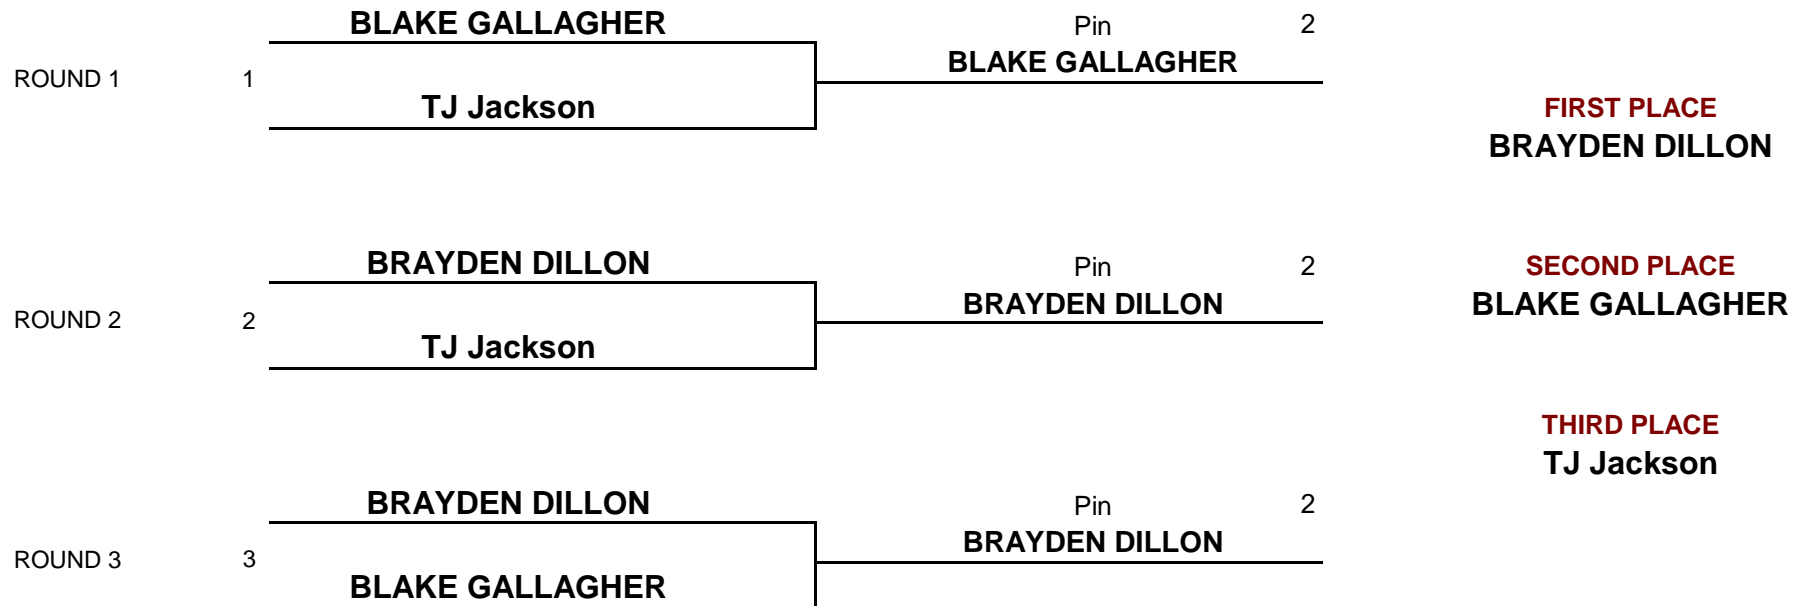 BLAKE GALLAGHER
Pin 2
ROUND 1 1
BLAKE GALLAGHER
TJ Jackson
FIRST PLACE
BRAYDEN DILLON
BRAYDEN DILLON
Pin 2
SECOND PLACE
BRAYDEN DILLON
BLAKE GALLAGHER
ROUND 2 2
TJ Jackson
THIRD PLACE
TJ Jackson
BRAYDEN DILLON
Pin 2
BRAYDEN DILLON
ROUND 3 3
BLAKE GALLAGHER